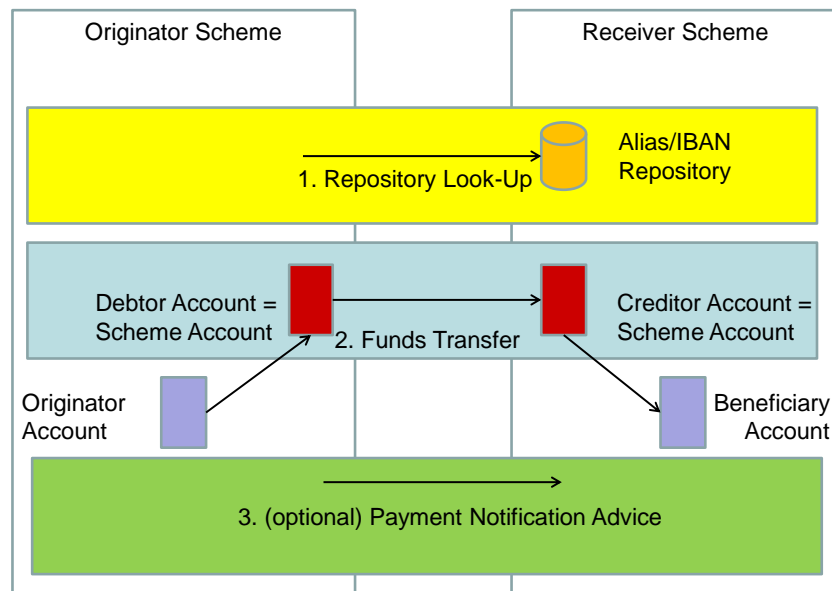 Originator Scheme
Receiver Scheme
Alias/IBAN
Repository
1. Repository Look-Up
Debtor Account =
Scheme Account
Creditor Account =
Scheme Account
2. Funds Transfer
Originator
Account
Beneficiary
Account
3. (optional) Payment Notification Advice